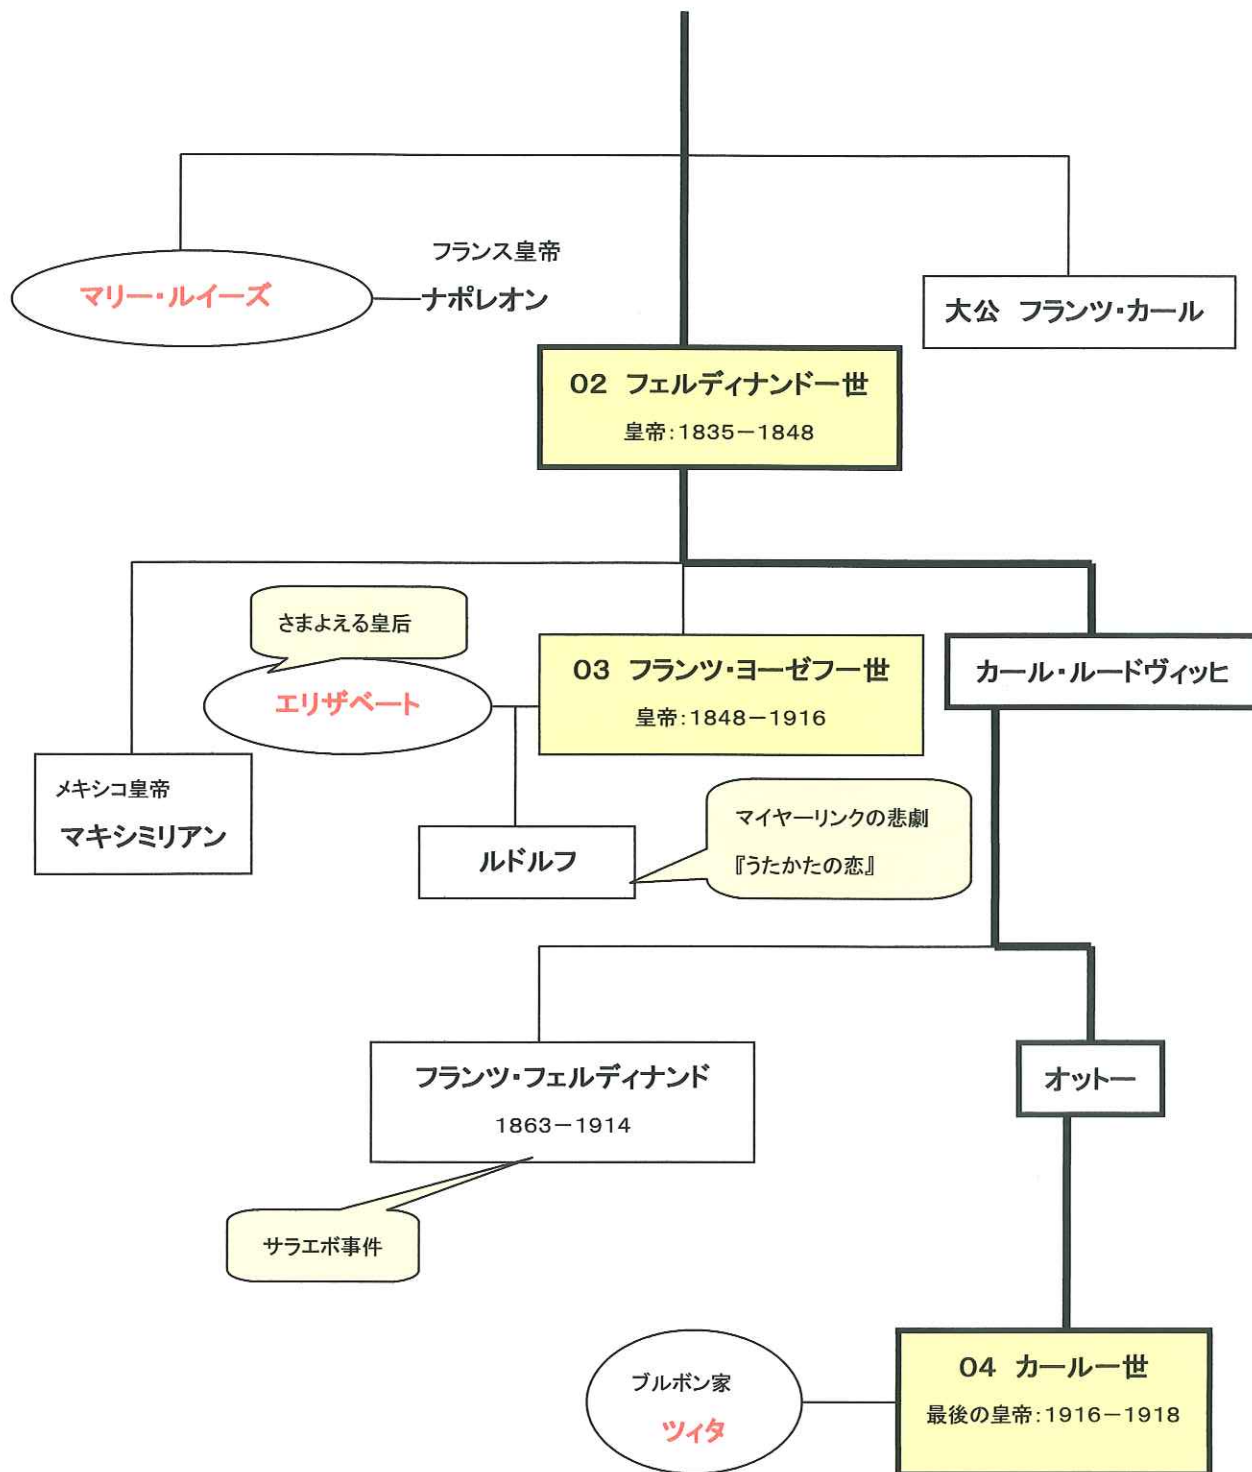 フランス皇帝
マリー・ルイーズ
ナポレオン
大公 フランツ・カール
02 フェルディナンド一世
皇帝:1835－1848
さまよえる皇后
エリザベート
03 フランツ・ヨーゼフ一世
皇帝:1848－1916
カール・ルードヴィッヒ
メキシコ皇帝
マキシミリアン
ルドルフ
マイヤーリンクの悲劇
『うたかたの恋』
フランツ・フェルディナンド
1863－1914
オットー
サラエボ事件
ブルボン家
ツィタ
04 カール一世
最後の皇帝:1916－1918